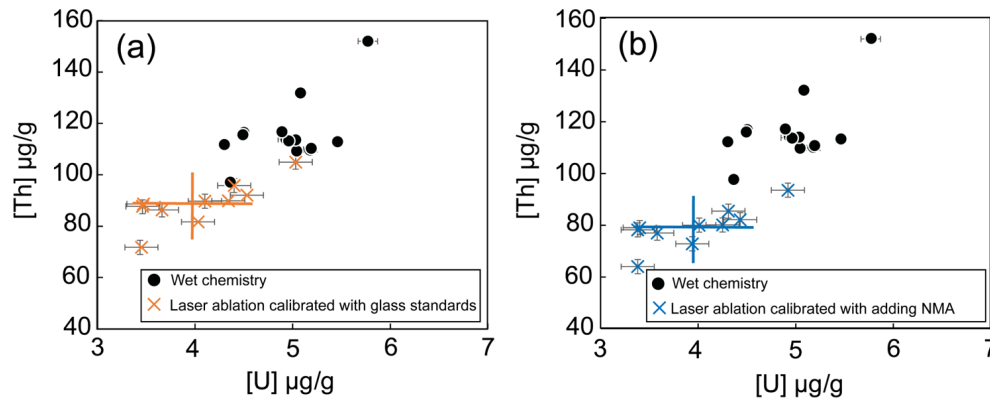 160
140
120
100
80
60
40
[Th] µg/g
(a)
Wet chemistry
Laser ablation calibrated with glass standards
3 4 5 6 7
[U] µg/g
160
140
120
100
80
60
40
[Th] µg/g
(b)
Wet chemistry
Laser ablation calibrated with adding NMA
3 4 5 6 7
[U] µg/g